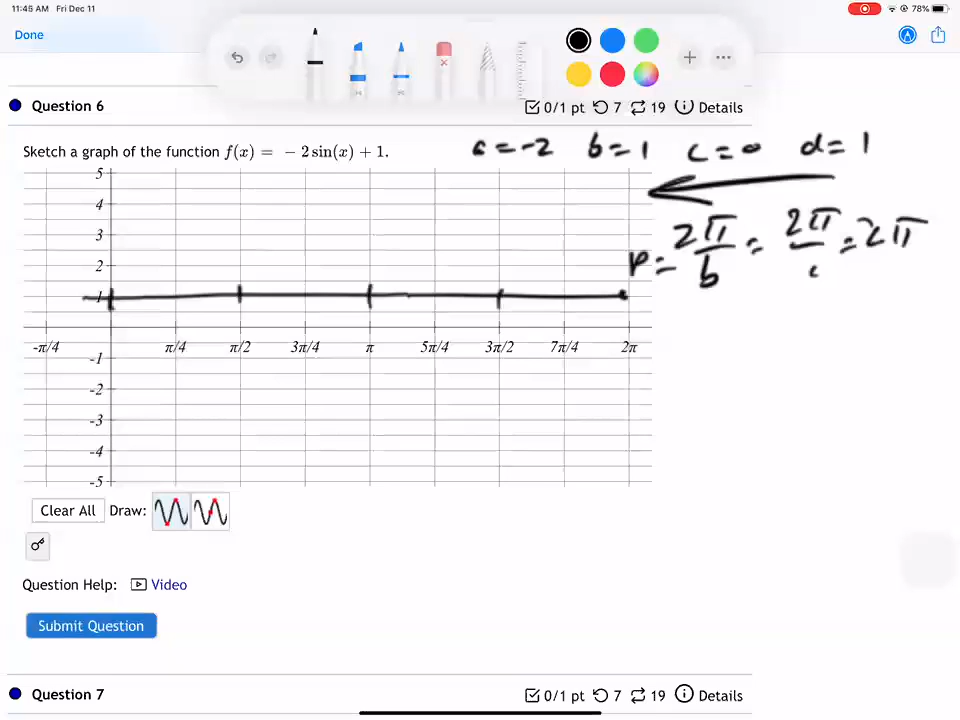 11:45 AM Fri Dec 11
78%
Done
Question 6
0/1 pt 7 19 Details
Sketch a graph of the function f(x) = − 2 sin(x) + 1.
a=-2 b=1 c=0 d=1
5
4
3
2
1
-1
-2
-3
-4
-5
-π/4 π/4 π/2 3π/4 π 5π/4 3π/2 7π/4 2π
P = 2π/b = 2π/1 = 2π
Clear All Draw:
Question Help: Video
Submit Question
Question 7
0/1 pt 7 19 Details